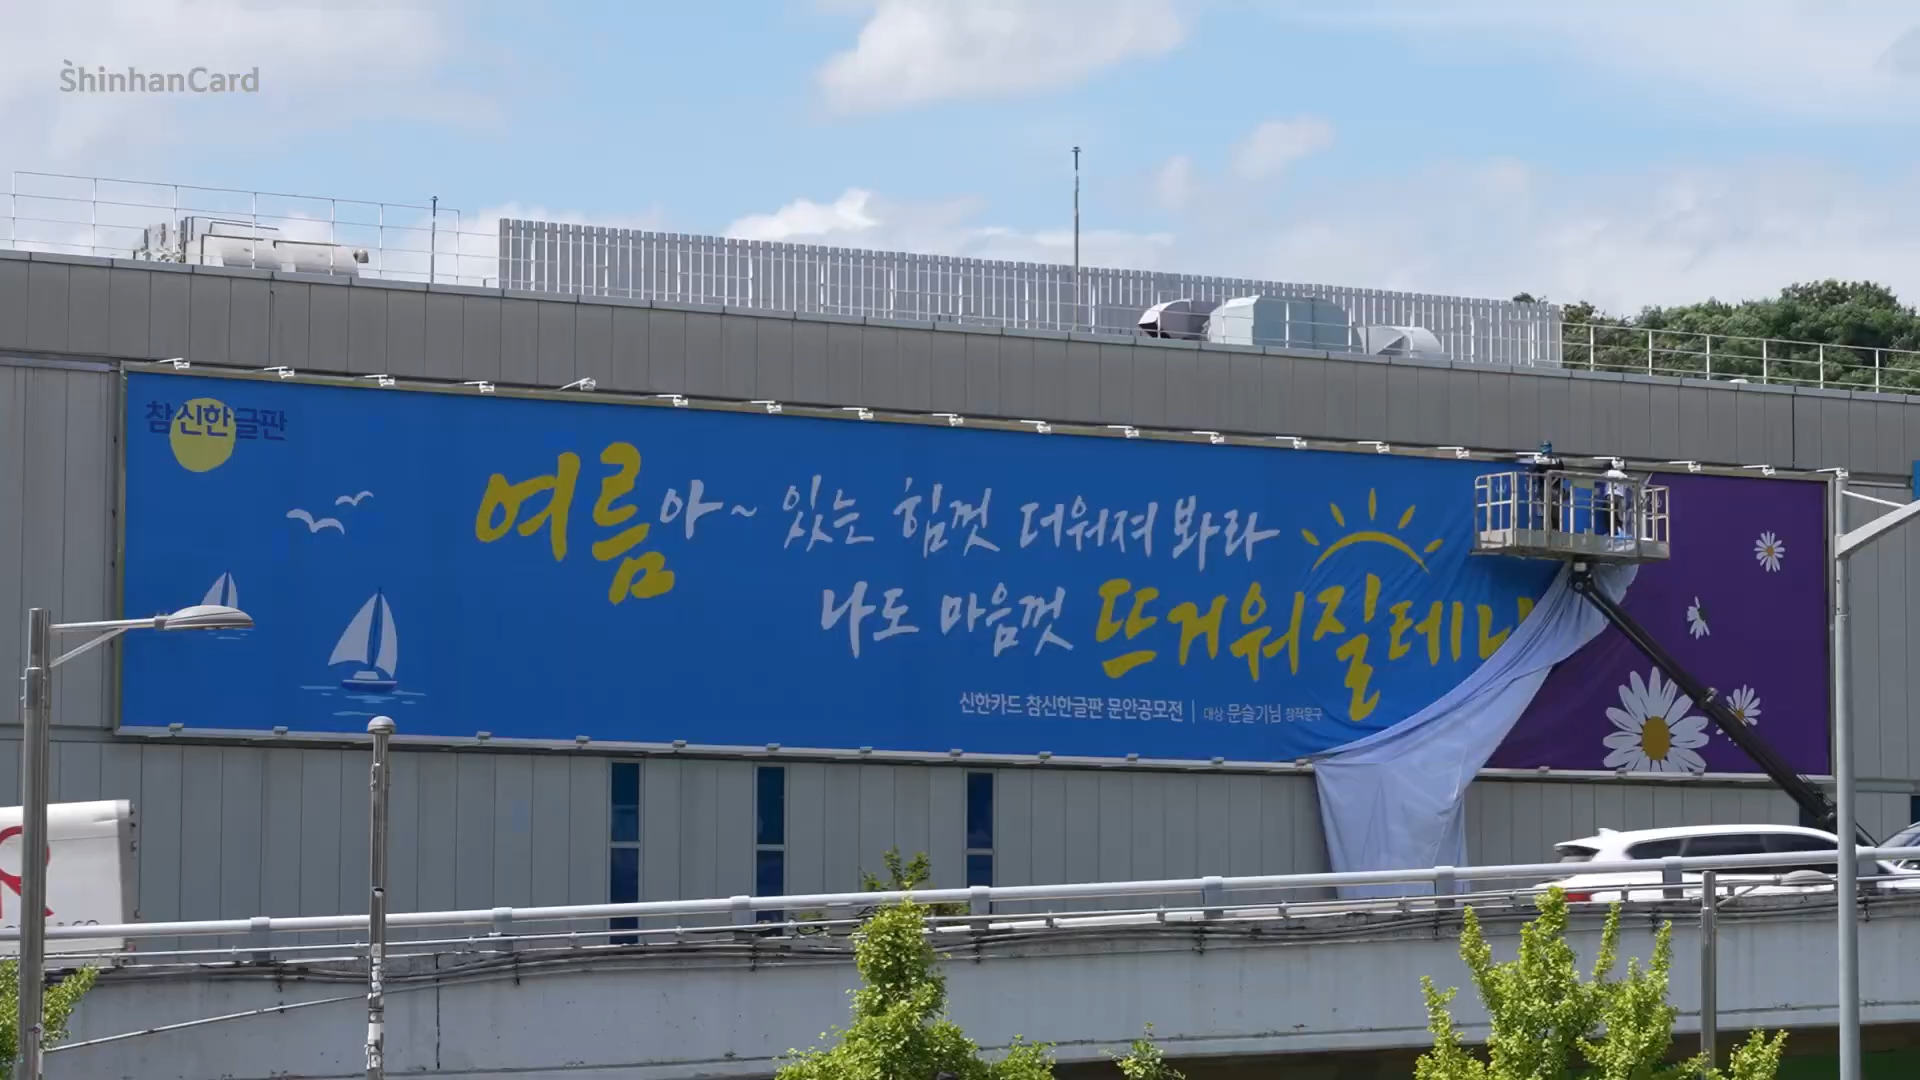 ShinhanCard
참신한글판
여름아~ 있는 힘껏 더워져 봐라
나도 마음껏 뜨거워질테니
신한카드 참신한글판 문안공모전 | 대상 문슬기님 창작문구